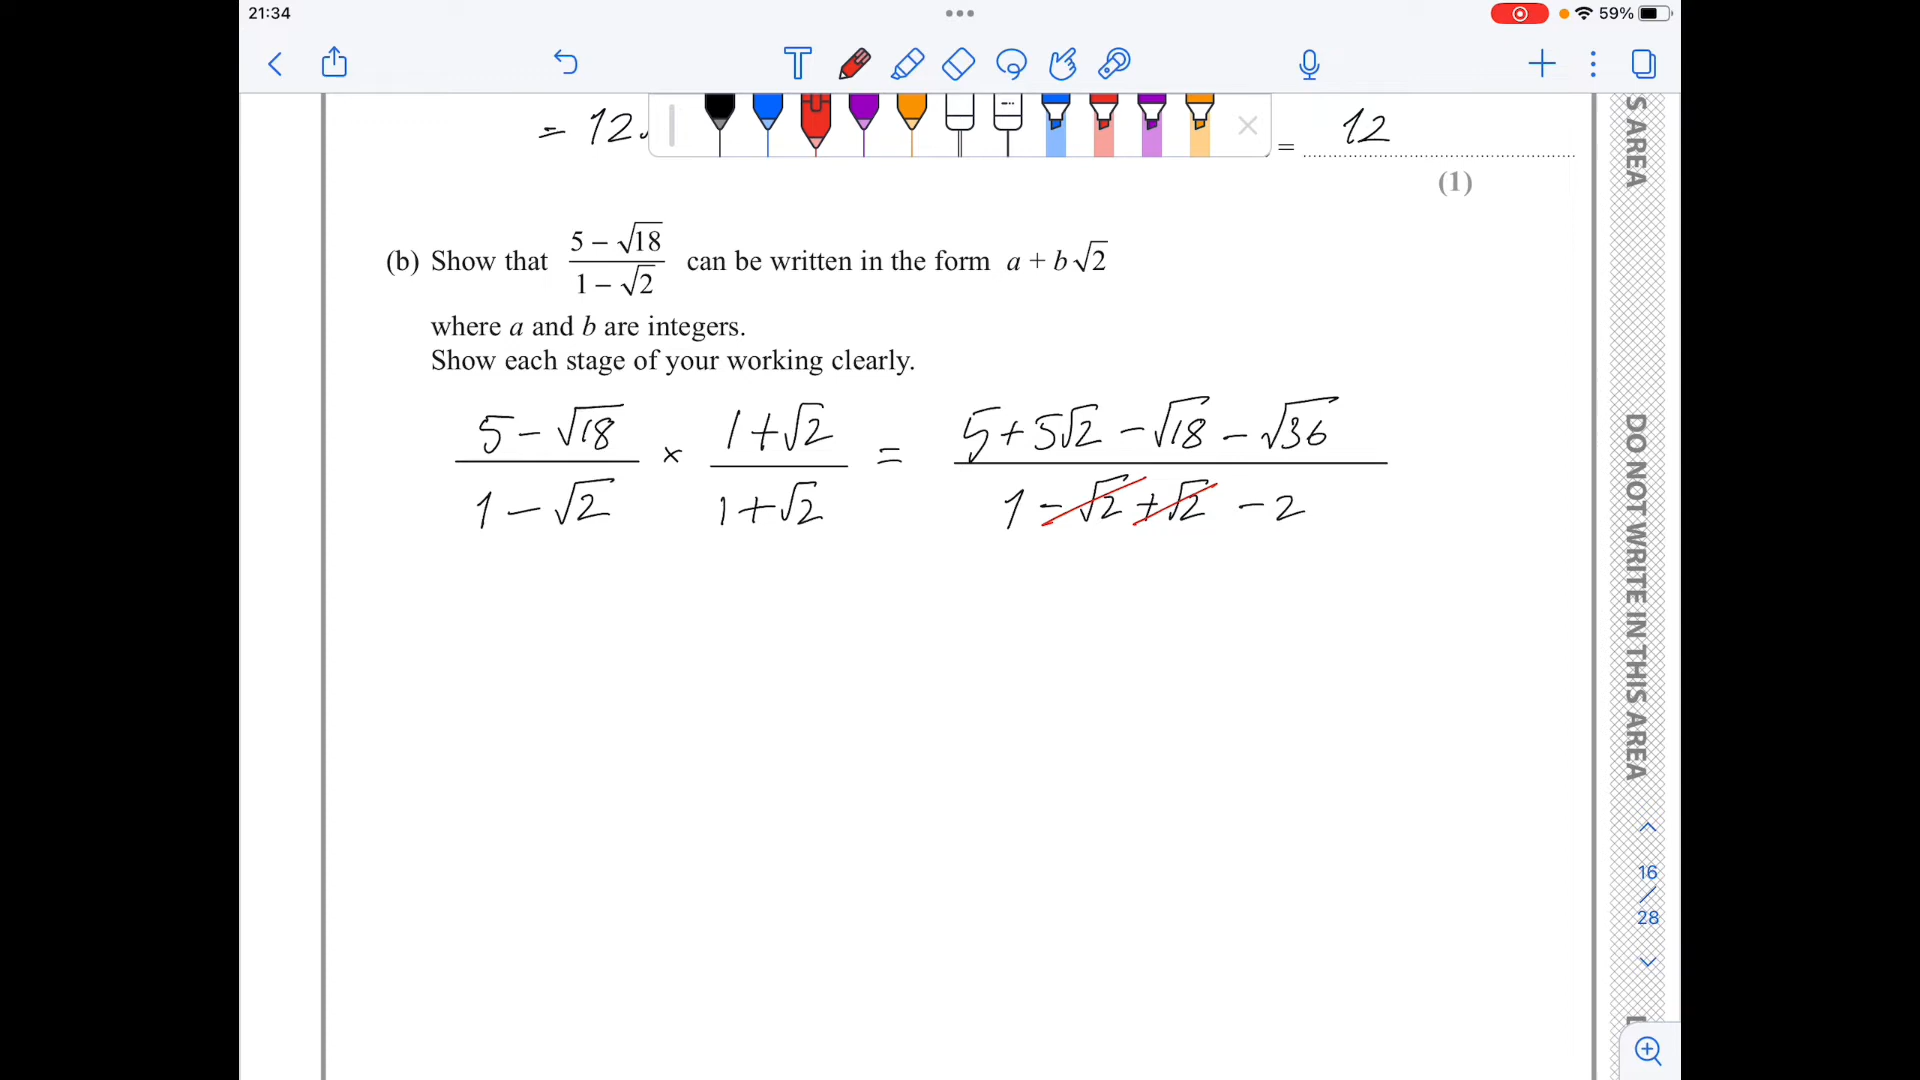 21:34
59%
= 12.
= 12
(1)
S AREA
(b) Show that (5 − √18)/(1 − √2) can be written in the form a + b√2
where a and b are integers.
Show each stage of your working clearly.
(5 − √18)/(1 − √2) × (1 + √2)/(1 + √2) = (5 + 5√2 − √18 − √36)/(1 − √2 + √2 − 2)
DO NOT WRITE IN THIS AREA
16
/
28